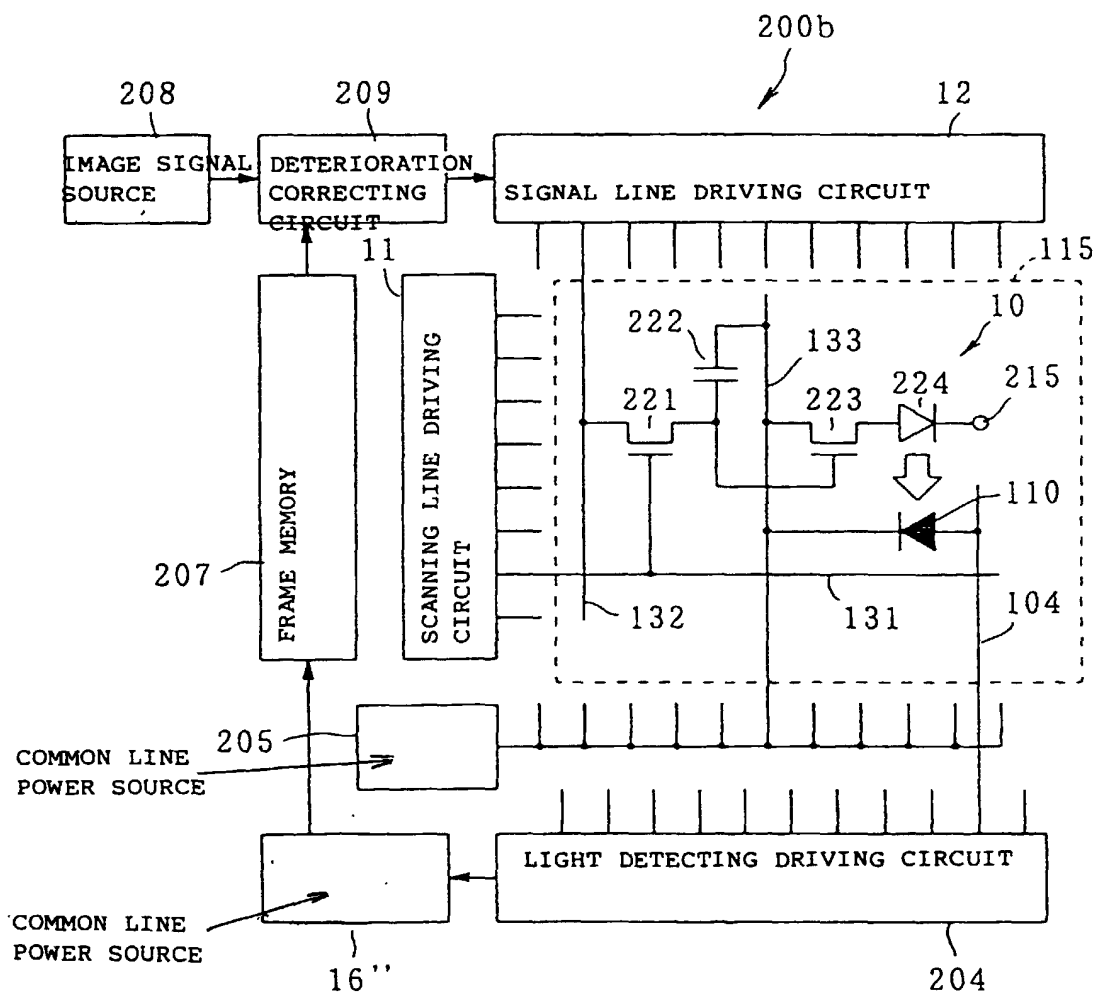 200b
208
209
12
IMAGE SIGNAL
SOURCE
DETERIORATION
CORRECTING
CIRCUIT
SIGNAL LINE DRIVING CIRCUIT
11
115
222
133
10
221
223
224
215
110
FRAME MEMORY
SCANNING LINE DRIVING
CIRCUIT
207
132
131
104
205
COMMON LINE
POWER SOURCE
LIGHT DETECTING DRIVING CIRCUIT
COMMON LINE
POWER SOURCE
16''
204